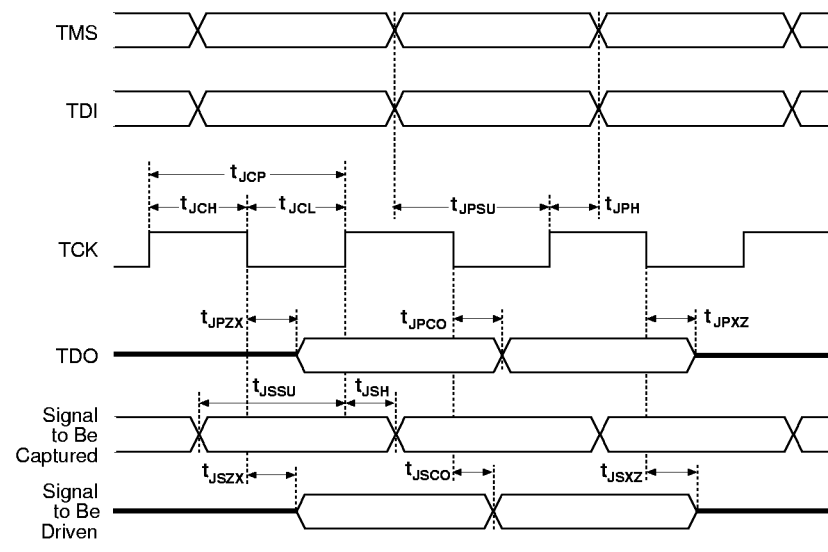 TMS
TDI
tJCP
tJCH tJCL tJPSU tJPH
TCK
tJPZX tJPCO tJPXZ
TDO
tJSSU tJSH
Signal
to Be
Captured
tJSZX tJSCO tJSXZ
Signal
to Be
Driven